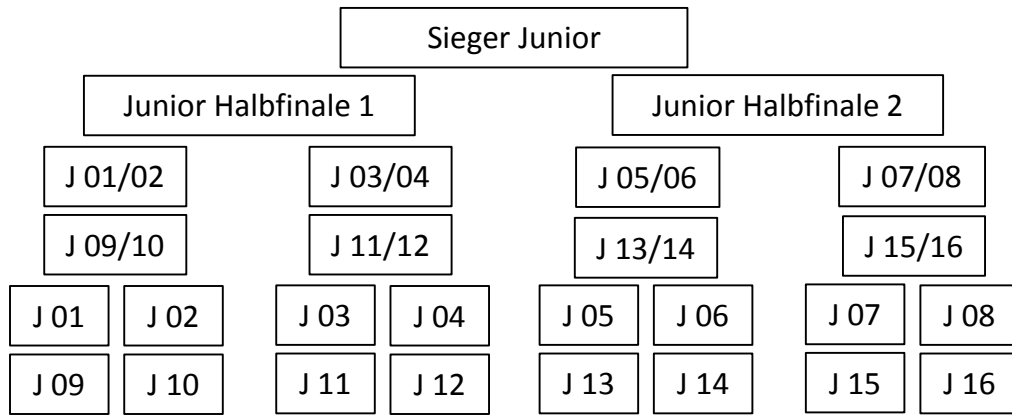 Sieger Junior
Junior Halbfinale 1
Junior Halbfinale 2
J 01/02
J 03/04
J 05/06
J 07/08
J 09/10
J 11/12
J 13/14
J 15/16
J 01
J 02
J 03
J 04
J 05
J 06
J 07
J 08
J 09
J 10
J 11
J 12
J 13
J 14
J 15
J 16